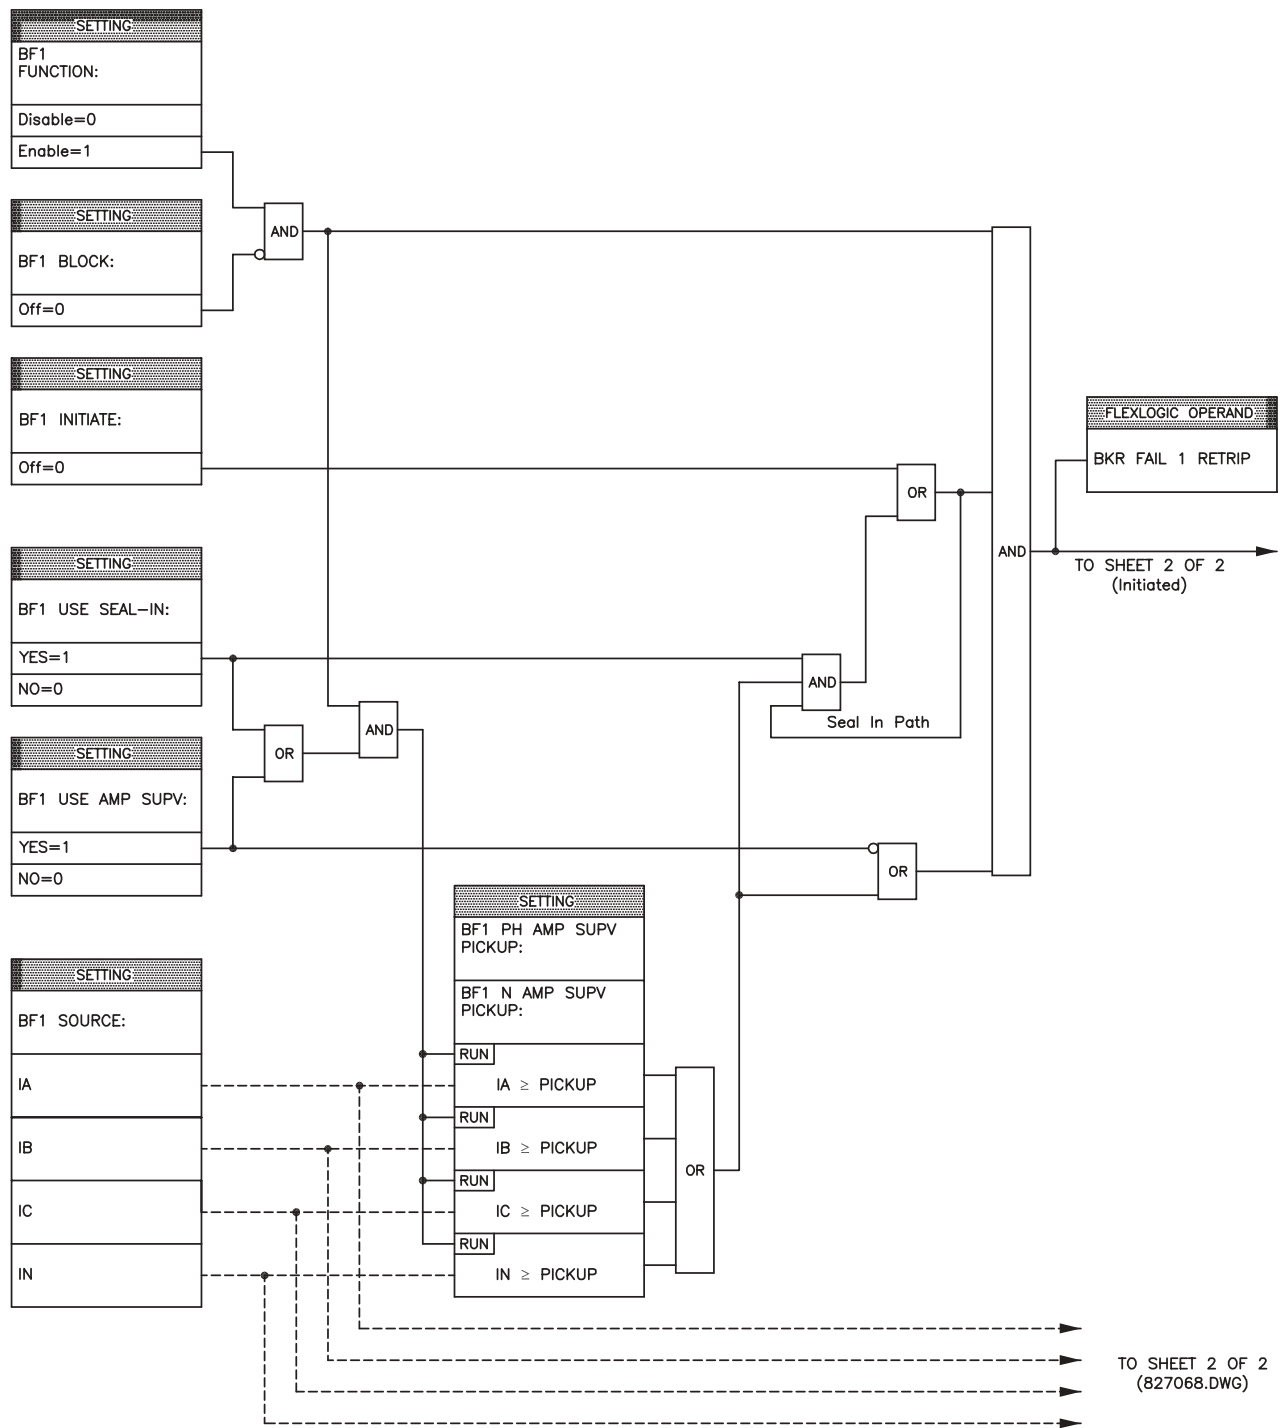 SETTING
BF1
FUNCTION:
Disable=0
Enable=1
SETTING
BF1 BLOCK:
Off=0
AND
SETTING
BF1 INITIATE:
Off=0
OR
FLEXLOGIC OPERAND
BKR FAIL 1 RETRIP
AND
TO SHEET 2 OF 2
(Initiated)
SETTING
BF1 USE SEAL-IN:
YES=1
NO=0
AND
Seal In Path
AND
OR
SETTING
BF1 USE AMP SUPV:
YES=1
NO=0
OR
SETTING
BF1 PH AMP SUPV
PICKUP:
BF1 N AMP SUPV
PICKUP:
SETTING
BF1 SOURCE:
IA
IB
IC
IN
RUN
IA ≥ PICKUP
RUN
IB ≥ PICKUP
RUN
IC ≥ PICKUP
RUN
IN ≥ PICKUP
OR
TO SHEET 2 OF 2
(827068.DWG)